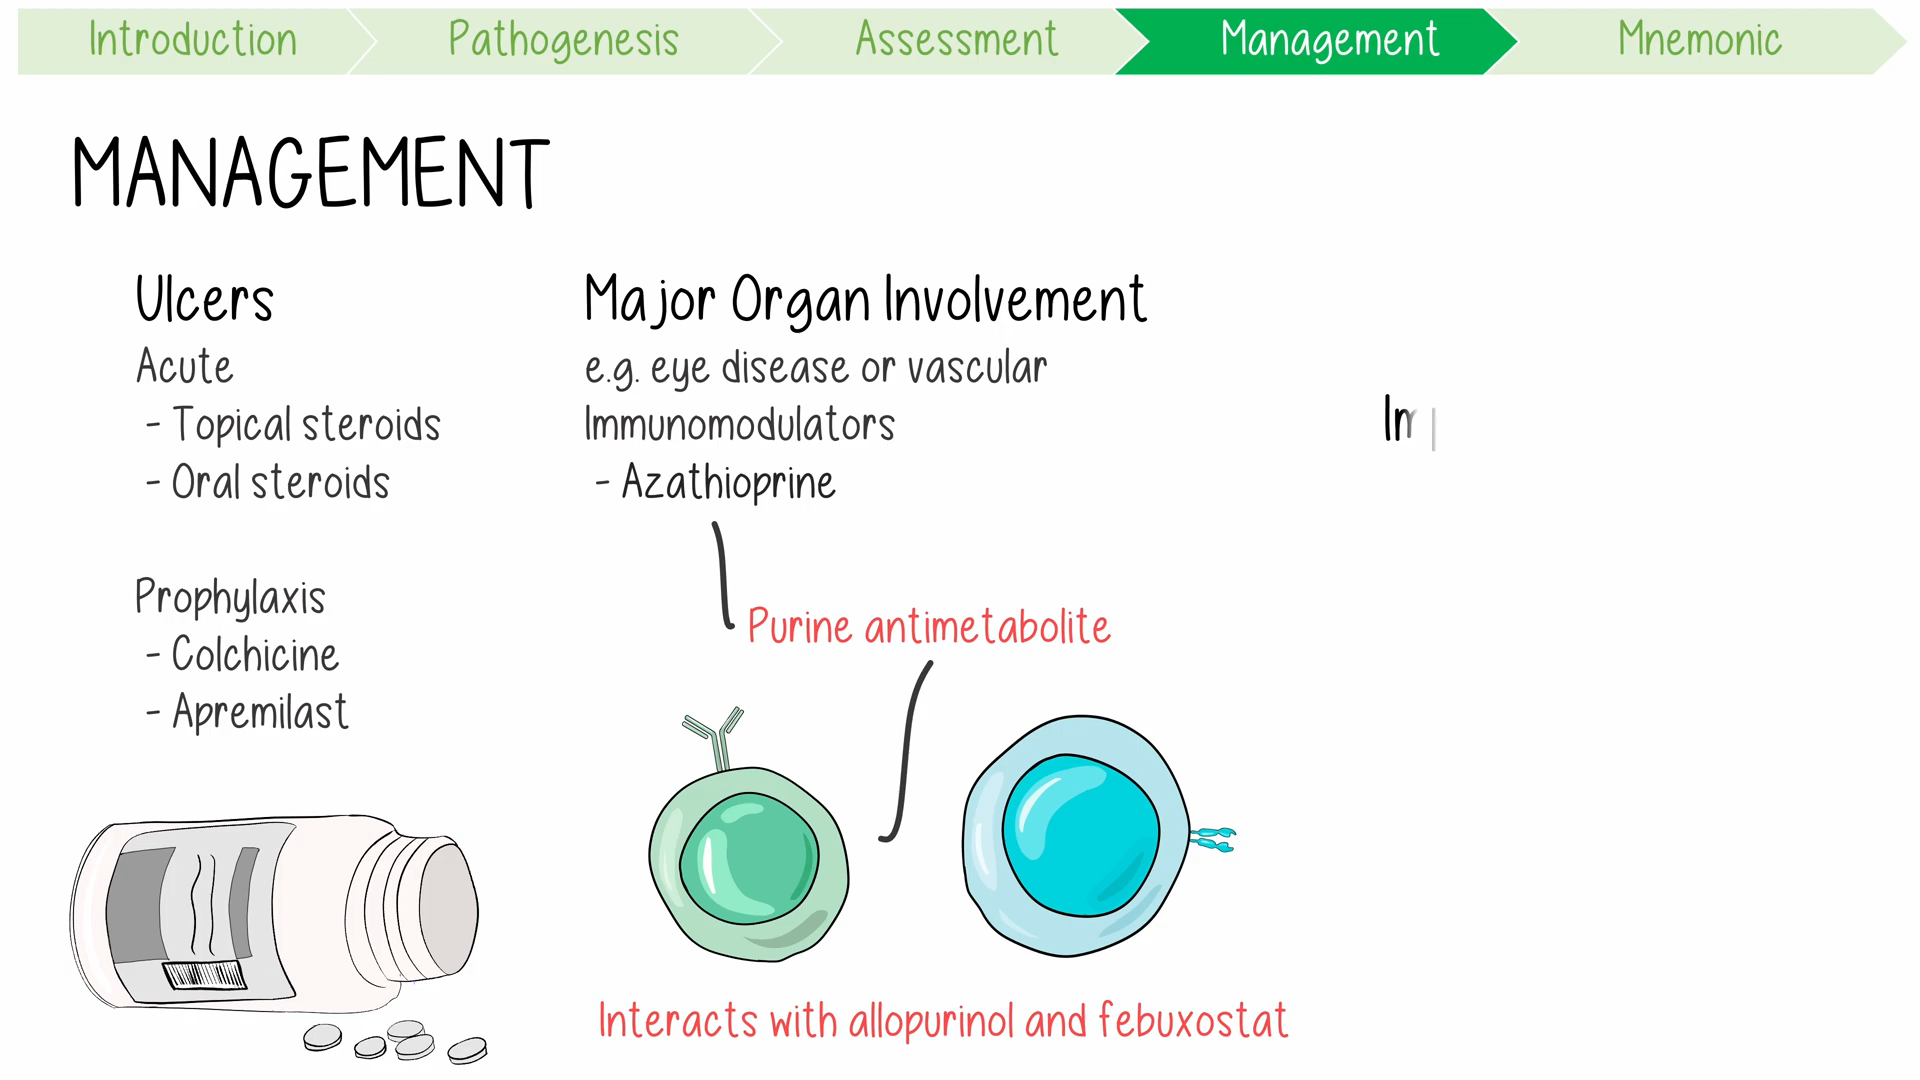 Introduction
Pathogenesis
Assessment
Management
Mnemonic
MANAGEMENT
Ulcers
Acute
- Topical steroids
- Oral steroids
Prophylaxis
- Colchicine
- Apremilast
Major Organ Involvement
e.g. eye disease or vascular
Immunomodulators
- Azathioprine
Purine antimetabolite
Interacts with allopurinol and febuxostat